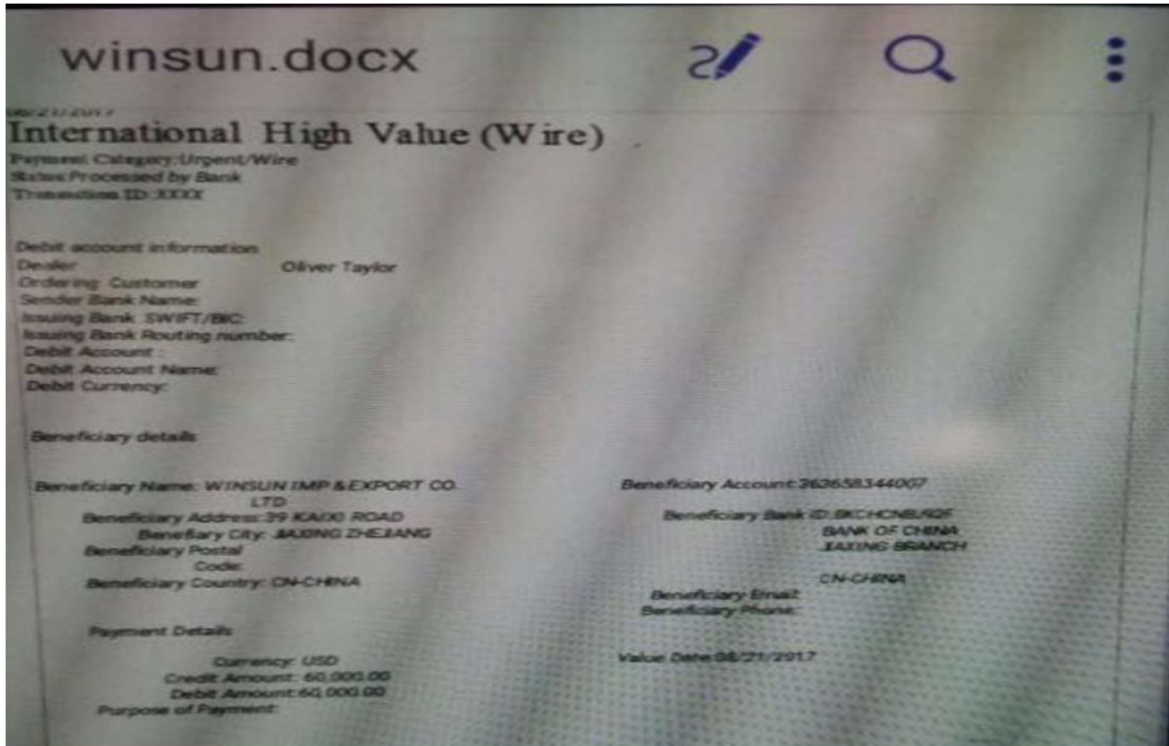 winsun.docx
08/21/2017
International High Value (Wire)
Payment Category:Urgent/Wire
Status:Processed by Bank
Transaction ID:XXXX
Debit account information
Dealer Oliver Taylor
Ordering Customer
Sender Bank Name:
Issuing Bank SWIFT/BIC:
Issuing Bank Routing number:
Debit Account :
Debit Account Name:
Debit Currency:
Beneficiary details
Beneficiary Name: WINSUN IMP & EXPORT CO. Beneficiary Account:363658344007
LTD
Beneficiary Address:39 KAIXI ROAD Beneficiary Bank ID:BKCHCNBJ92F
Benefiary City: JIAXING ZHEJIANG BANK OF CHINA
Beneficiary Postal JIAXING BRANCH
Code:
Beneficiary Country: CN-CHINA CN-CHINA
Beneficiary Email:
Beneficiary Phone:
Payment Details
Currency: USD Value Date:08/21/2017
Credit Amount: 60,000.00
Debit Amount:60,000.00
Purpose of Payment: